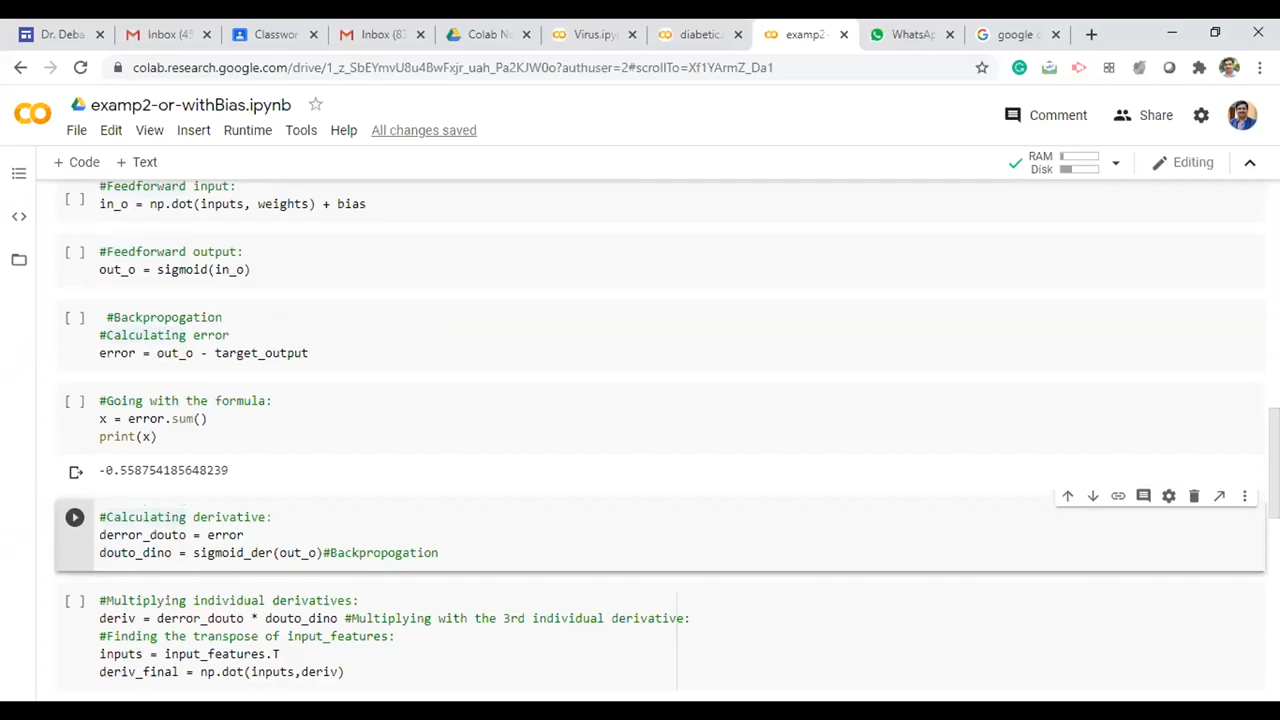 Dr. Deba
Inbox (45
Classwor
Inbox (83
Colab No
Virus.ipy
diabetic.
examp2-
WhatsAp
google c
colab.research.google.com/drive/1_z_SbEYmvU8u4BwFxjr_uah_Pa2KJW0o?authuser=2#scrollTo=Xf1YArmZ_Da1
examp2-or-withBias.ipynb
Comment
Share
File Edit View Insert Runtime Tools Help All changes saved
+ Code + Text
RAM
Disk
Editing
#Feedforward input:
[ ] in_o = np.dot(inputs, weights) + bias
[ ] #Feedforward output:
out_o = sigmoid(in_o)
[ ] #Backpropogation
#Calculating error
error = out_o - target_output
[ ] #Going with the formula:
x = error.sum()
print(x)
-0.558754185648239
#Calculating derivative:
derror_douto = error
douto_dino = sigmoid_der(out_o)#Backpropogation
[ ] #Multiplying individual derivatives:
deriv = derror_douto * douto_dino #Multiplying with the 3rd individual derivative:
#Finding the transpose of input_features:
inputs = input_features.T
deriv_final = np.dot(inputs,deriv)